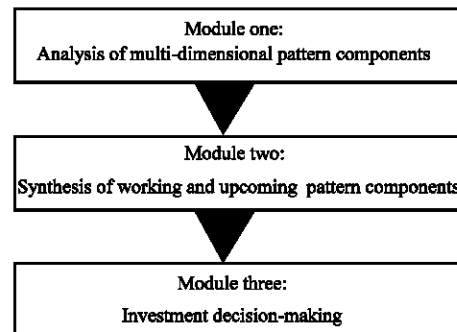 Module one:
Analysis of multi-dimensional pattern components
Module two:
Synthesis of working and upcoming pattern components
Module three:
Investment decision-making